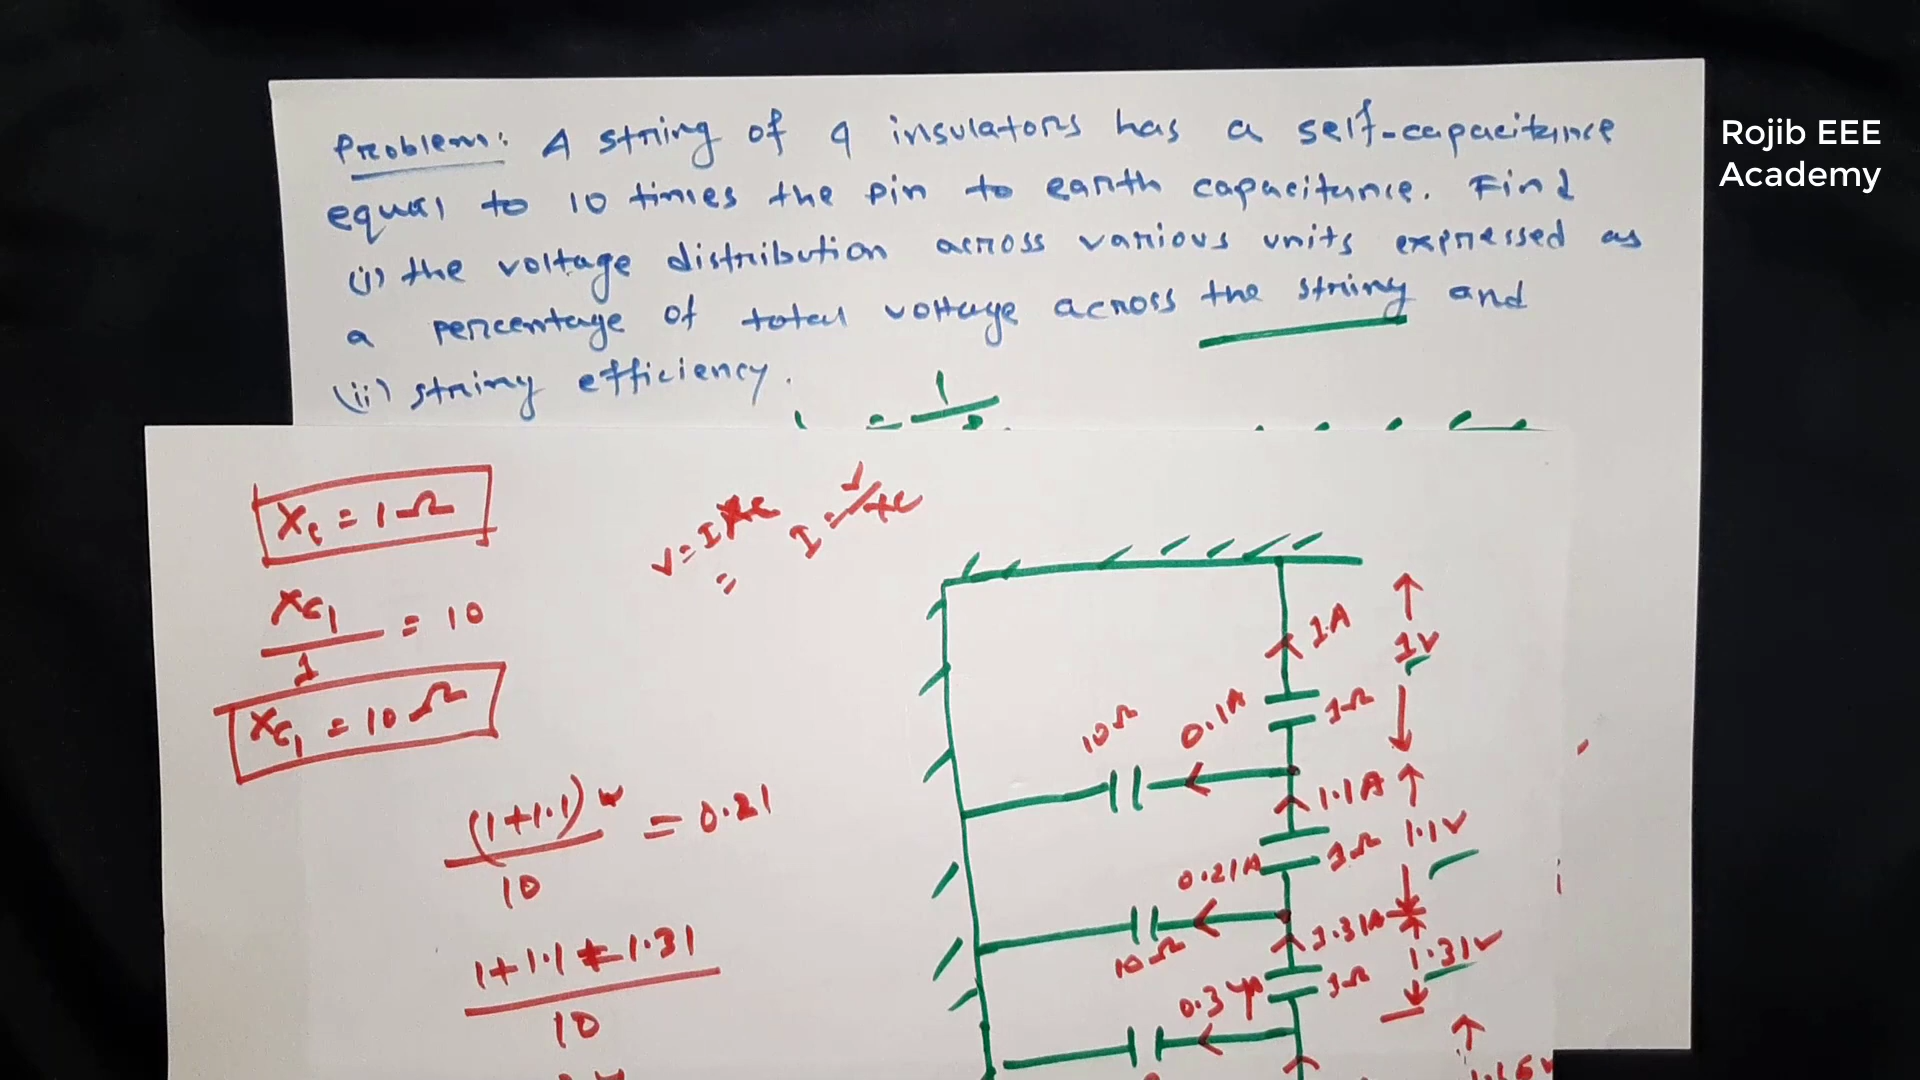 Problem: A string of 4 insulators has a self-capacitance
equal to 10 times the pin to earth capacitance. Find
(i) the voltage distribution across various units expressed as
a percentage of total voltage across the string and
(ii) string efficiency.
Rojib EEE
Academy
Xc = 1Ω
Xc1
1
= 10
Xc1 = 10Ω
V = IXc
=
I = 1/Xc
(1+1.1)
10
= 0.21
1+1.1+1.31
10
1A
1V
1Ω
10Ω
0.1A
1.1A
1.1V
1Ω
0.21A
10Ω
1.31A
1.31V
1Ω